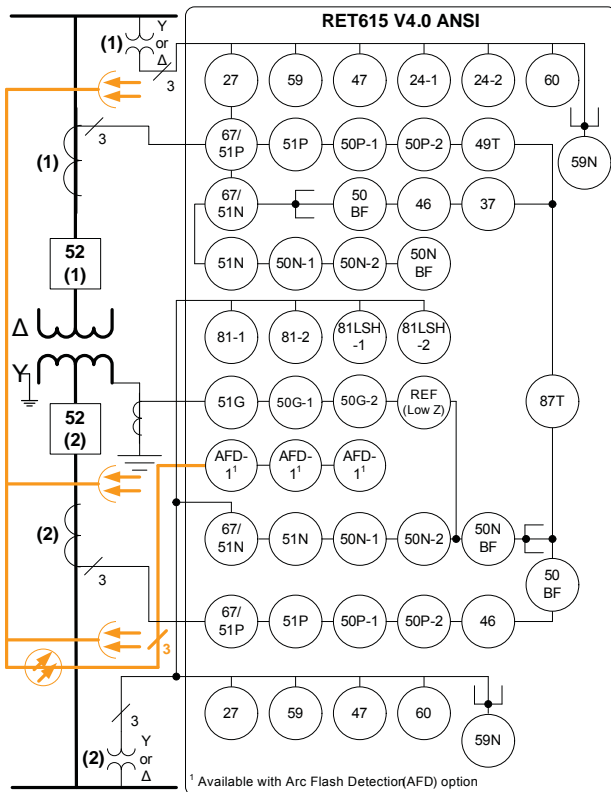 RET615 V4.0 ANSI
(1)
Y
or
Δ
3
27
59
47
24-1
24-2
60
59N
3
67/
51P
51P
50P-1
50P-2
49T
(1)
67/
51N
50
BF
46
37
52
(1)
51N
50N-1
50N-2
50N
BF
Δ
81-1
81-2
81LSH
-1
81LSH
-2
Y
51G
50G-1
50G-2
REF
(Low Z)
87T
52
(2)
AFD-
1¹
AFD-
1¹
AFD-
1¹
(2)
67/
51N
51N
50N-1
50N-2
50N
BF
3
50
BF
67/
51P
51P
50P-1
50P-2
46
3
3
27
59
47
60
59N
(2)
Y
or
Δ
¹ Available with Arc Flash Detection(AFD) option